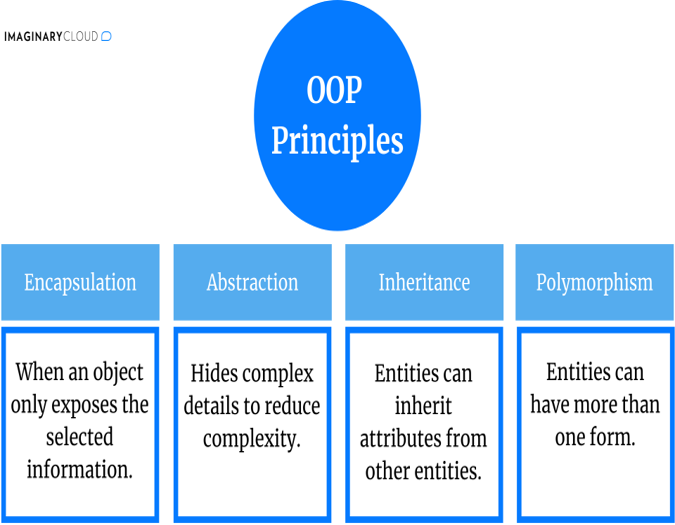 IMAGINARYCLOUD
OOP
Principles
Encapsulation
When an object
only exposes the
selected
information.
Abstraction
Hides complex
details to reduce
complexity.
Inheritance
Entities can
inherit
attributes from
other entities.
Polymorphism
Entities can
have more than
one form.